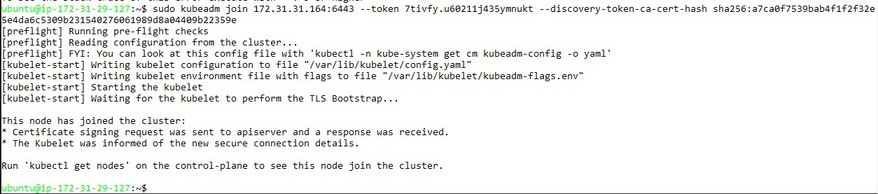 ubuntu@ip-172-31-29-127:~$ sudo kubeadm join 172.31.31.164:6443 --token 7tivfy.u60211j435ymnukt --discovery-token-ca-cert-hash sha256:a7ca0f7539bab4f1f2f32e
5e4da6c5309b231540276061989d8a04409b22359e
[preflight] Running pre-flight checks
[preflight] Reading configuration from the cluster...
[preflight] FYI: You can look at this config file with 'kubectl -n kube-system get cm kubeadm-config -o yaml'
[kubelet-start] Writing kubelet configuration to file "/var/lib/kubelet/config.yaml"
[kubelet-start] Writing kubelet environment file with flags to file "/var/lib/kubelet/kubeadm-flags.env"
[kubelet-start] Starting the kubelet
[kubelet-start] Waiting for the kubelet to perform the TLS Bootstrap...
This node has joined the cluster:
* Certificate signing request was sent to apiserver and a response was received.
* The Kubelet was informed of the new secure connection details.
Run 'kubectl get nodes' on the control-plane to see this node join the cluster.
ubuntu@ip-172-31-29-127:~$